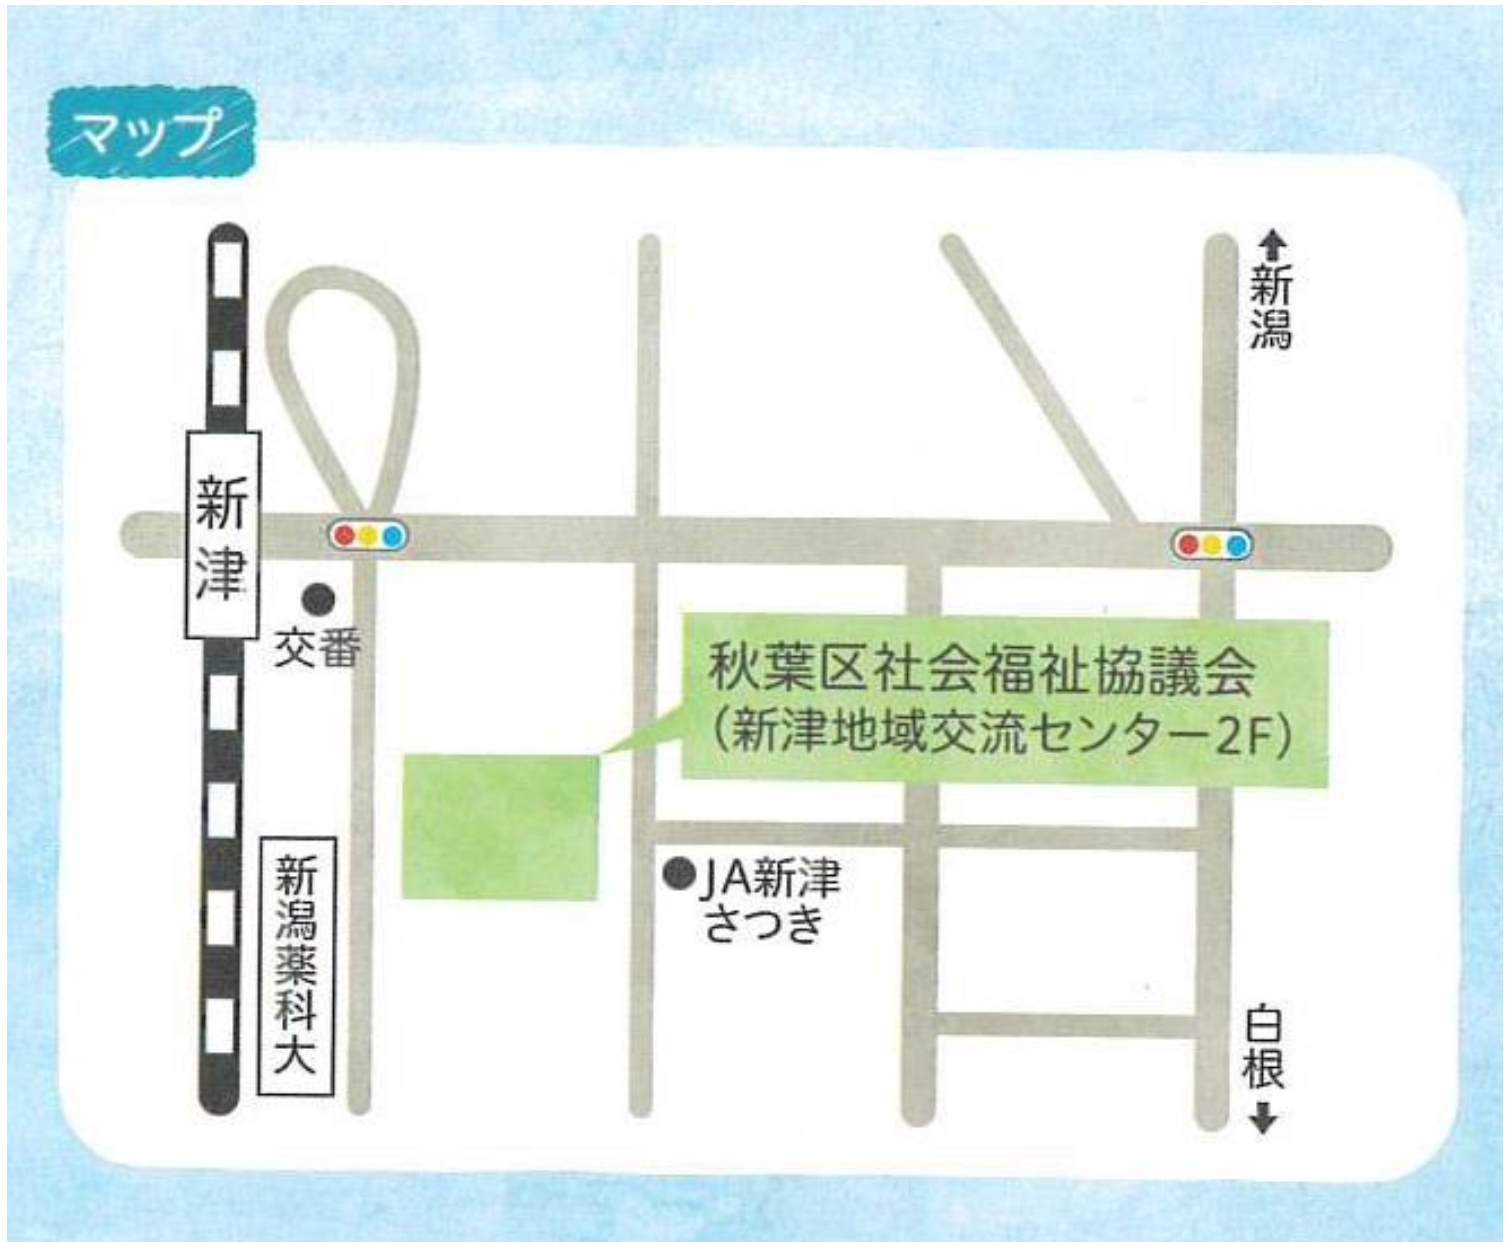 マップ
新潟
新津
交番
秋葉区社会福祉協議会
（新津地域交流センター2F）
JA新津
さつき
新潟薬科大
白根